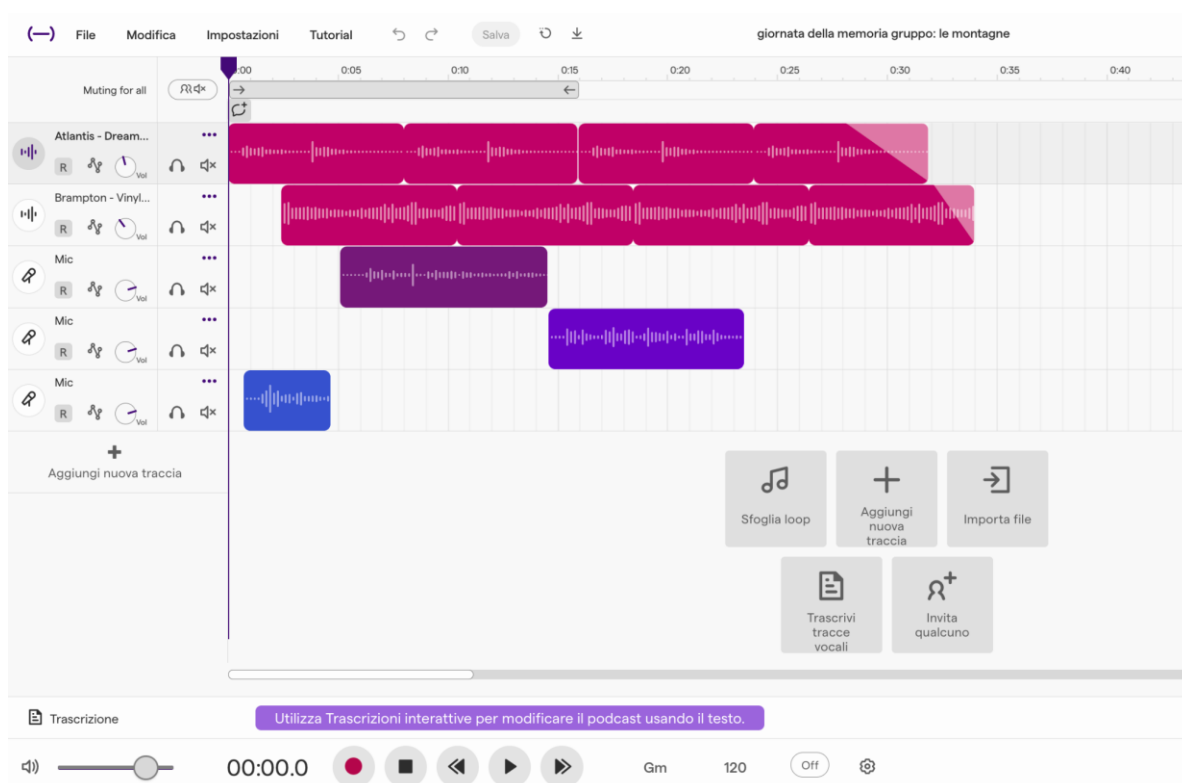 File Modifica Impostazioni Tutorial Salva giornata della memoria gruppo: le montagne
:00 0:05 0:10 0:15 0:20 0:25 0:30 0:35 0:40
Muting for all
Atlantis - Dream...
R Vol
Brampton - Vinyl...
R Vol
Mic
R Vol
Mic
R Vol
Mic
R Vol
Aggiungi nuova traccia
Sfoglia loop
Aggiungi
nuova
traccia
Importa file
Trascrivi
tracce
vocali
Invita
qualcuno
Trascrizione
Utilizza Trascrizioni interattive per modificare il podcast usando il testo.
00:00.0 Gm 120 Off